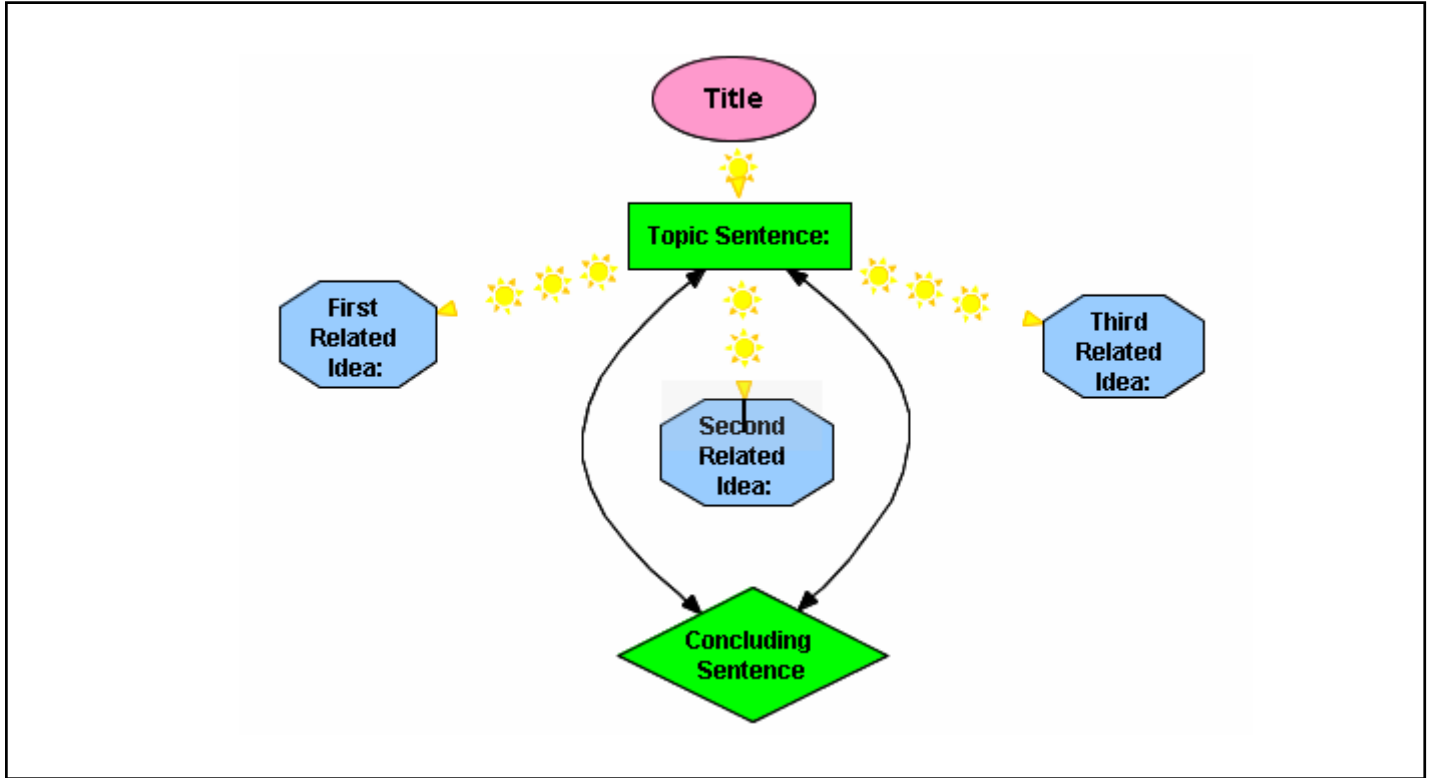 Title
Topic Sentence:
First
Related
Idea:
Second
Related
Idea:
Third
Related
Idea:
Concluding
Sentence